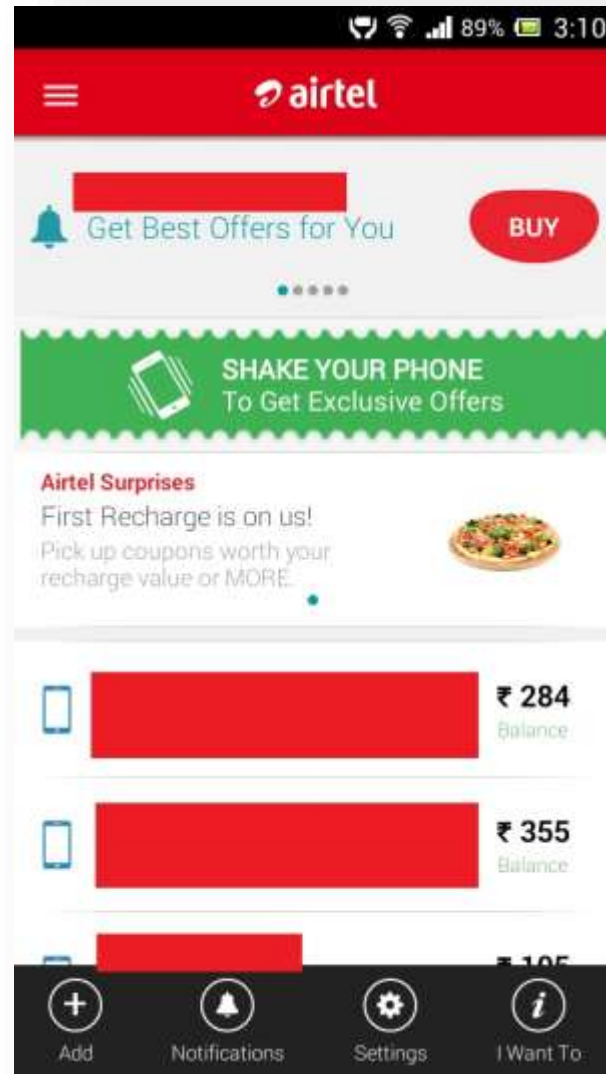 89% 3:10
airtel
Get Best Offers for You
BUY
SHAKE YOUR PHONE
To Get Exclusive Offers
Airtel Surprises
First Recharge is on us!
Pick up coupons worth your
recharge value or MORE.
₹ 284
Balance
₹ 355
Balance
Add Notifications Settings I Want To